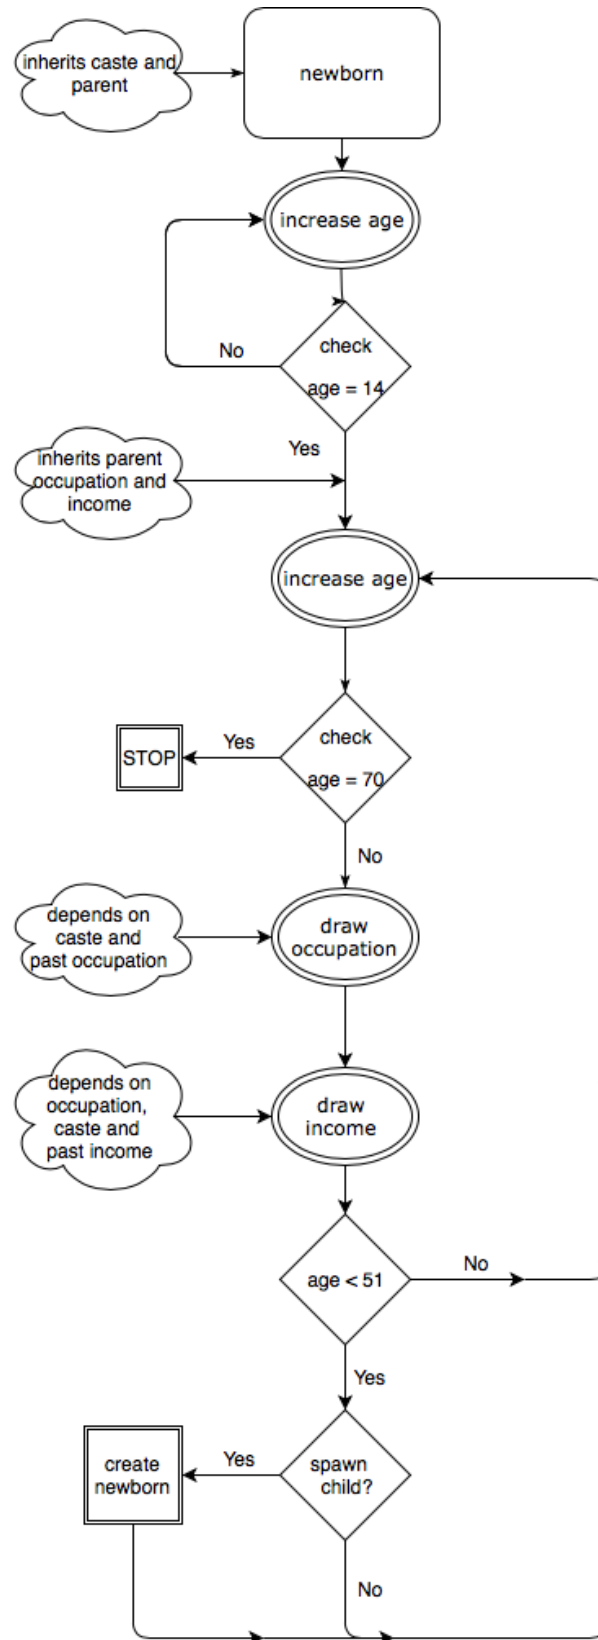 inherits caste and
parent
newborn
increase age
check
age = 14
No
Yes
inherits parent
occupation and
income
increase age
check
age = 70
Yes
STOP
No
depends on
caste and
past occupation
draw
occupation
depends on
occupation,
caste and
past income
draw
income
age < 51
No
Yes
spawn
child?
Yes
create
newborn
No